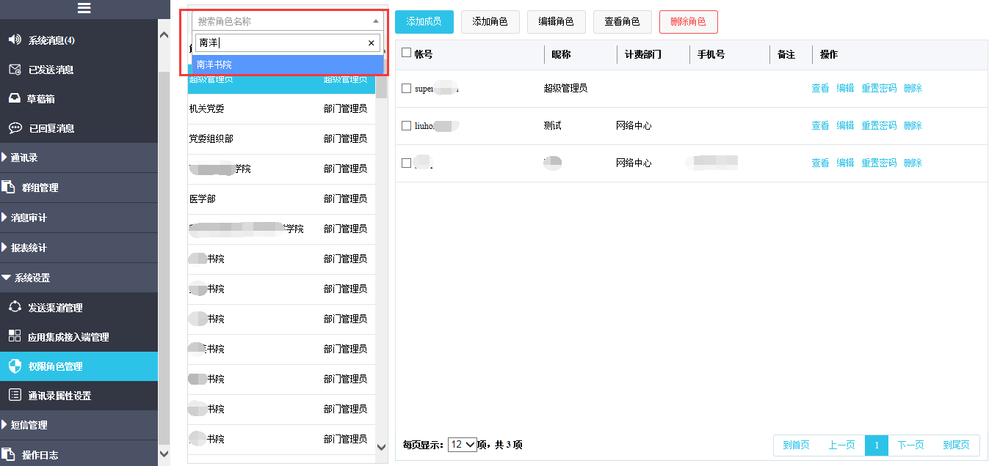 系统消息(4)
已发送消息
草稿箱
已回复消息
通讯录
群组管理
消息审计
报表统计
系统设置
发送渠道管理
应用集成接入端管理
权限角色管理
通讯录属性设置
短信管理
操作日志
搜索角色名称
南洋
南洋书院
超级管理员 超级管理员
机关党委 部门管理员
党委组织部 部门管理员
学院 部门管理员
医学部 部门管理员
学院 部门管理员
书院 部门管理员
书院 部门管理员
书院 部门管理员
书院 部门管理员
书院 部门管理员
书院 部门管理员
书院 部门管理员
添加成员 添加角色 编辑角色 查看角色 删除角色
帐号 昵称 计费部门 手机号 备注 操作
super 超级管理员 查看 编辑 重置密码 删除
liuho 测试 网络中心 查看 编辑 重置密码 删除
网络中心 查看 编辑 重置密码 删除
每页显示: 12 项，共 3 项
到首页 上一页 1 下一页 到尾页